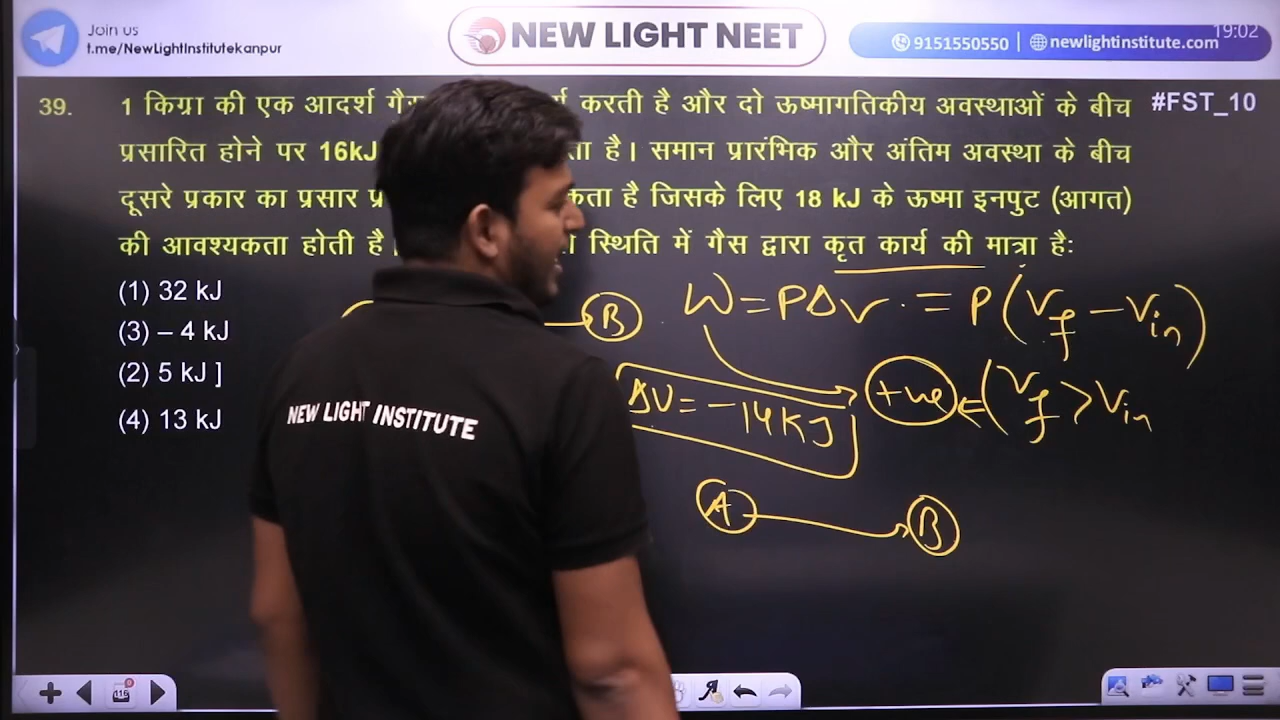 Join us
t.me/NewLightInstitutekanpur
NEW LIGHT NEET
9151550550 | newlightinstitute.com
19:02
39. 1 किग्रा की एक आदर्श करती है और दो ऊष्मागतिकीय अवस्थाओं के बीच #FST_10
प्रसारित होने पर 16kJ है। समान प्रारंभिक और अंतिम अवस्था के बीच
दूसरे प्रकार का प्रसार है जिसके लिए 18 kJ के ऊष्मा इनपुट (आगत)
की आवश्यकता होती है। स्थिति में गैस द्वारा कृत कार्य की मात्रा है:
(1) 32 kJ
(3) – 4 kJ
(2) 5 kJ ]
(4) 13 kJ
B
W = PΔV = P(Vf - Vin)
+ve ⇐ (Vf > Vin
ΔU = -14KJ
A B
NEW LIGHT INSTITUTE
116